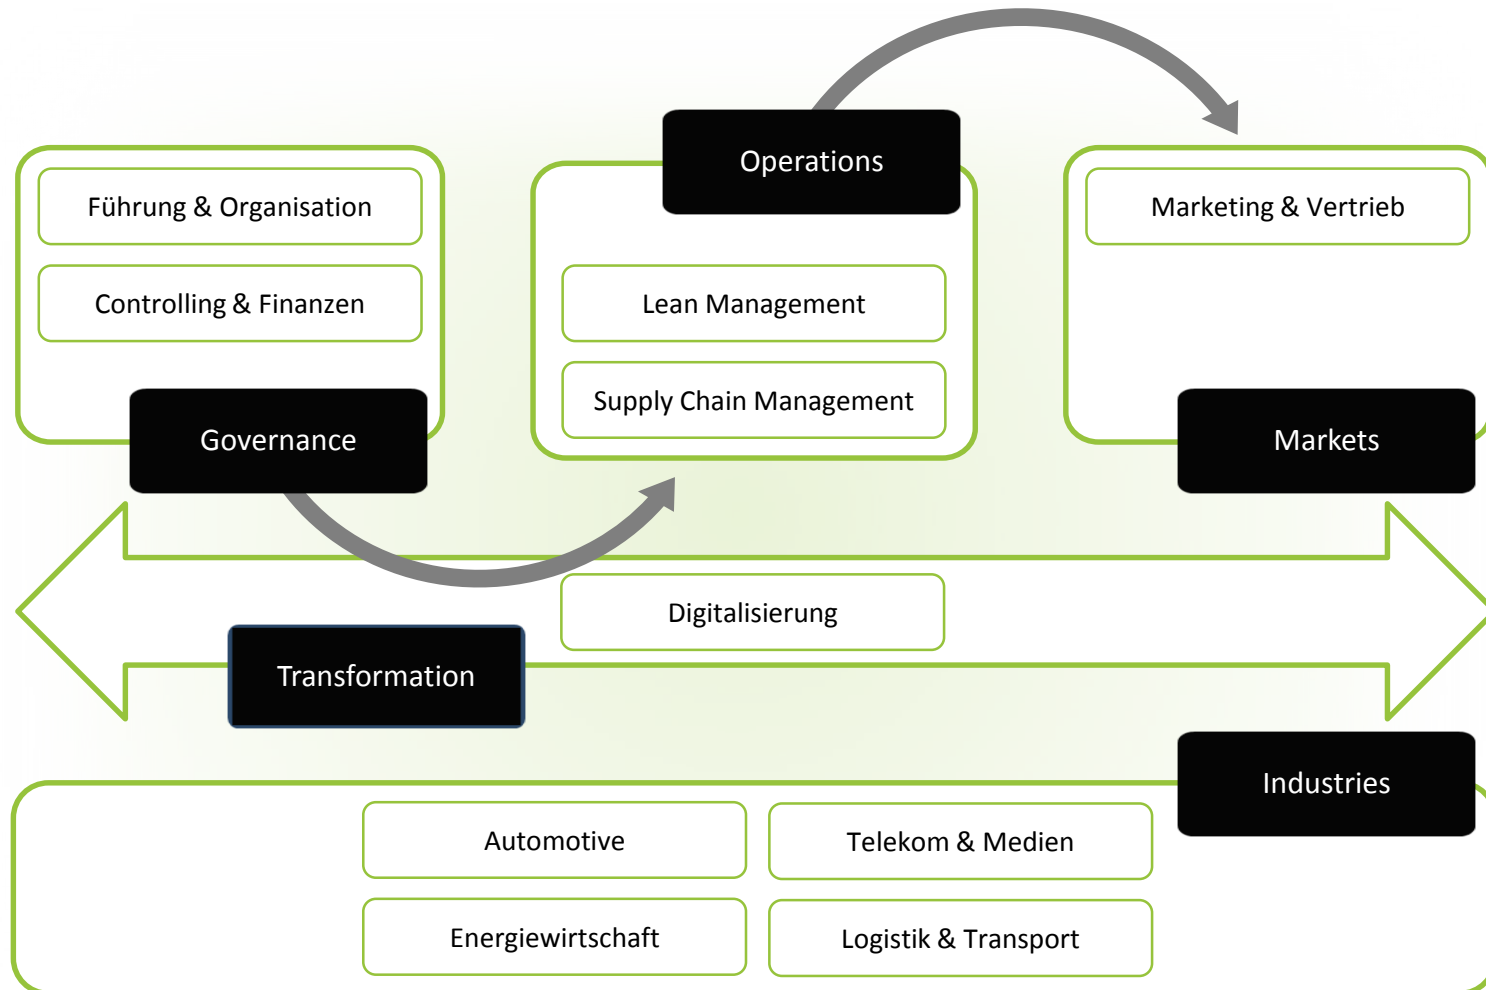 Führung & Organisation
Controlling & Finanzen
Governance
Operations
Lean Management
Supply Chain Management
Marketing & Vertrieb
Markets
Digitalisierung
Transformation
Industries
Automotive
Telekom & Medien
Energiewirtschaft
Logistik & Transport